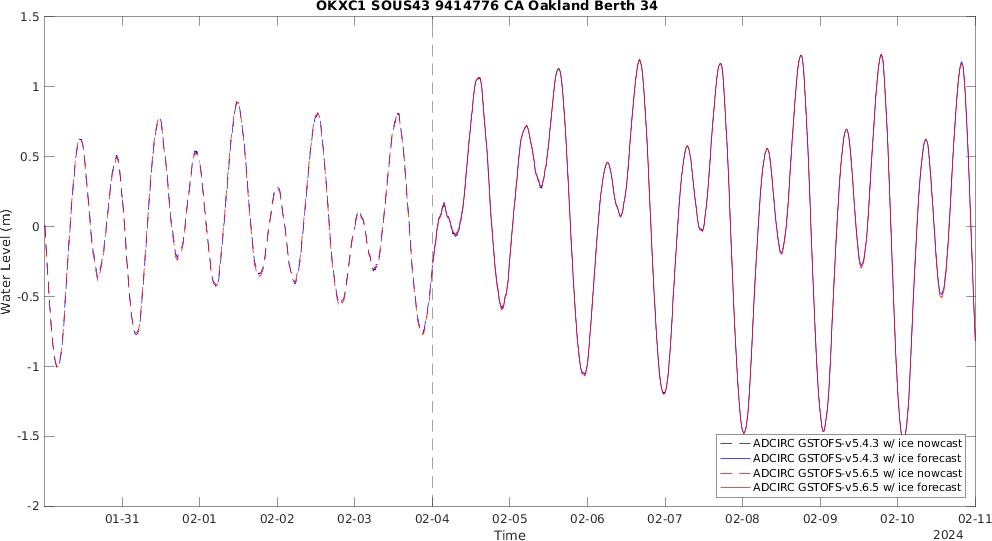 OKXC1 SOUS43 9414776 CA Oakland Berth 34
1.5
1
0.5
0
-0.5
-1
-1.5
-2
Water Level (m)
01-31 02-01 02-02 02-03 02-04 02-05 02-06 02-07 02-08 02-09 02-10 02-11
Time
2024
ADCIRC GSTOFS-v5.4.3 w/ ice nowcast
ADCIRC GSTOFS-v5.4.3 w/ ice forecast
ADCIRC GSTOFS-v5.6.5 w/ ice nowcast
ADCIRC GSTOFS-v5.6.5 w/ ice forecast